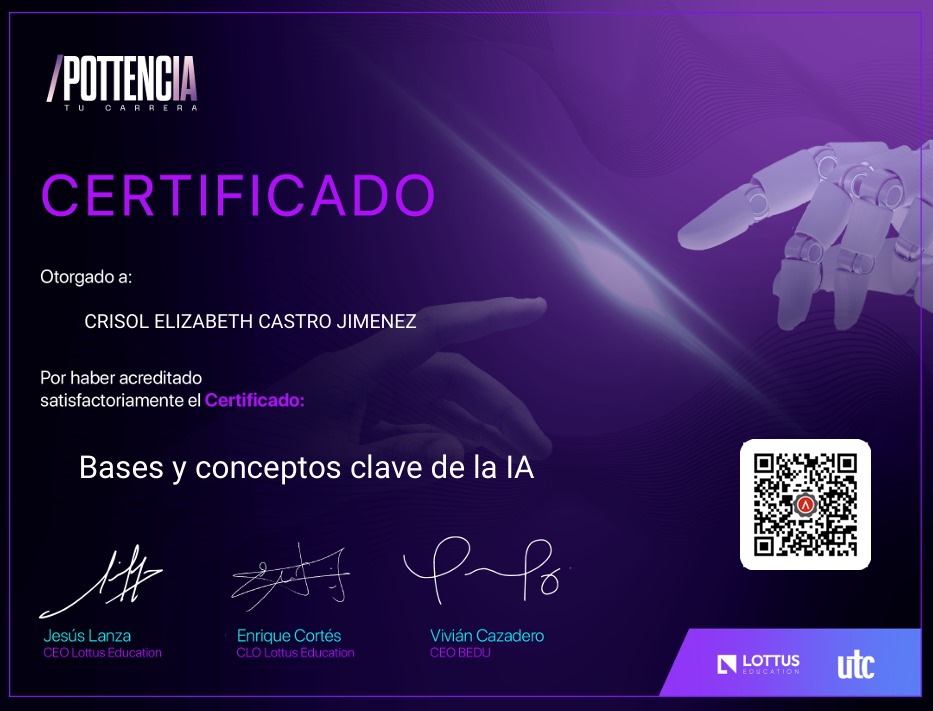 /POTTENCIA
TU CARRERA
CERTIFICADO
Otorgado a:
CRISOL ELIZABETH CASTRO JIMENEZ
Por haber acreditado
satisfactoriamente el Certificado:
Bases y conceptos clave de la IA
Jesús Lanza
CEO Lottus Education
Enrique Cortés
CLO Lottus Education
Vivián Cazadero
CEO BEDU
LOTTUS
EDUCATION
utc